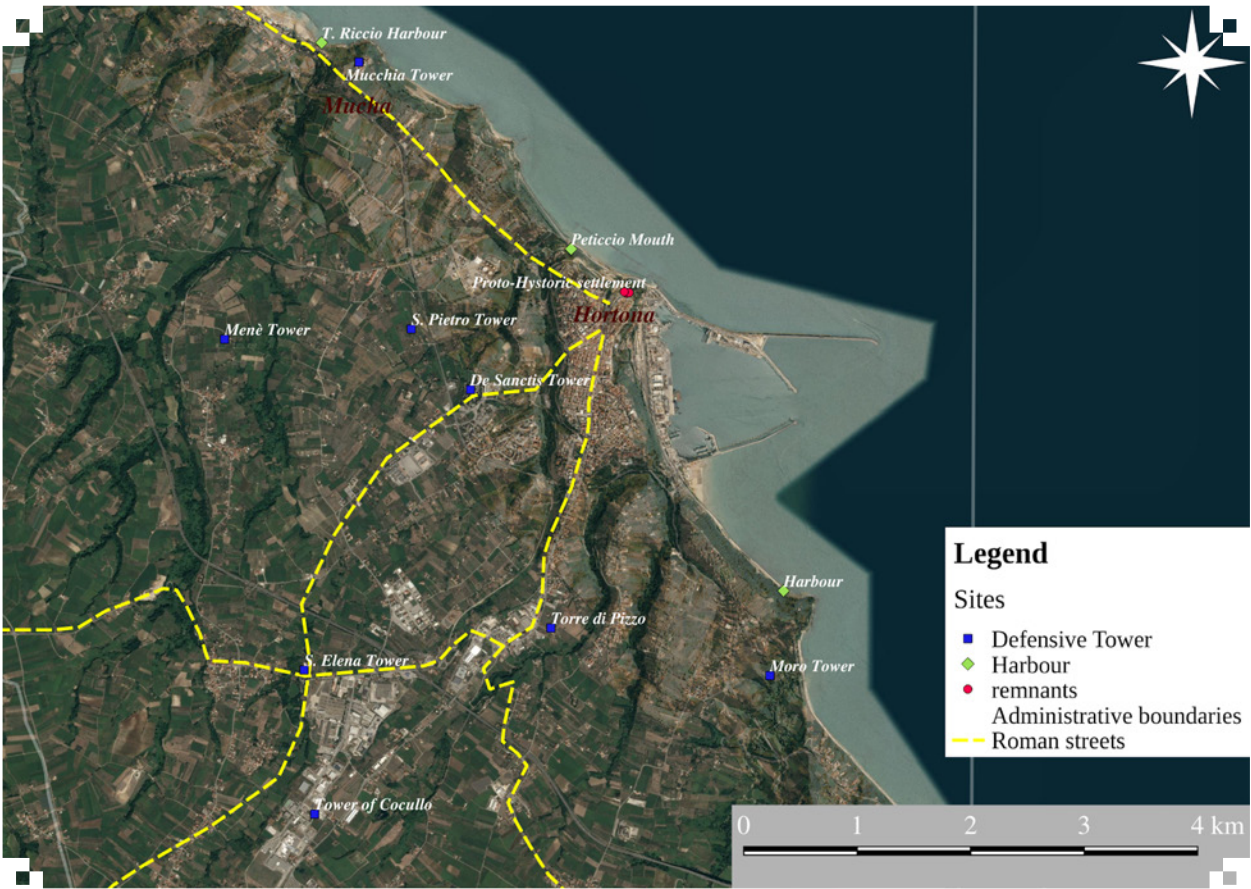 T. Riccio Harbour
Mucchia Tower
Mucha
Peticcio Mouth
Proto-Hystoric settlement
Hortona
Menè Tower
S. Pietro Tower
De Sanctis Tower
Harbour
Torre di Pizzo
S. Elena Tower
Moro Tower
Tower of Cocullo
Legend
Sites
Defensive Tower
Harbour
remnants
Administrative boundaries
Roman streets
0 1 2 3 4 km